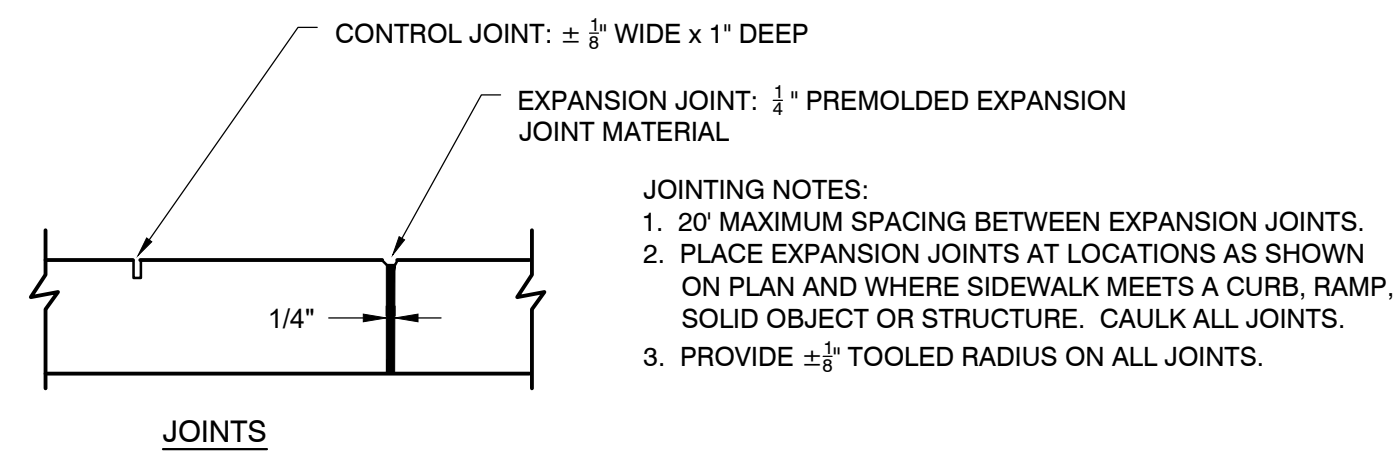 CONTROL JOINT: ± 1/8" WIDE x 1" DEEP
EXPANSION JOINT: 1/4" PREMOLDED EXPANSION
JOINT MATERIAL
JOINTING NOTES:
1. 20' MAXIMUM SPACING BETWEEN EXPANSION JOINTS.
2. PLACE EXPANSION JOINTS AT LOCATIONS AS SHOWN
ON PLAN AND WHERE SIDEWALK MEETS A CURB, RAMP,
SOLID OBJECT OR STRUCTURE. CAULK ALL JOINTS.
3. PROVIDE ±1/8" TOOLED RADIUS ON ALL JOINTS.
1/4"
JOINTS